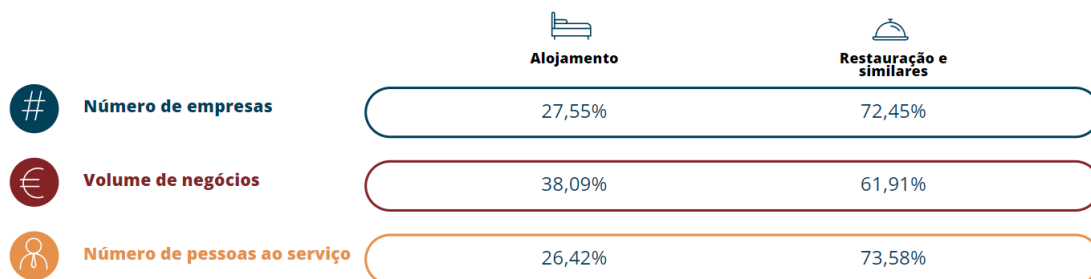 Alojamento
Restauração e
similares
# Número de empresas 27,55% 72,45%
€ Volume de negócios 38,09% 61,91%
Número de pessoas ao serviço 26,42% 73,58%